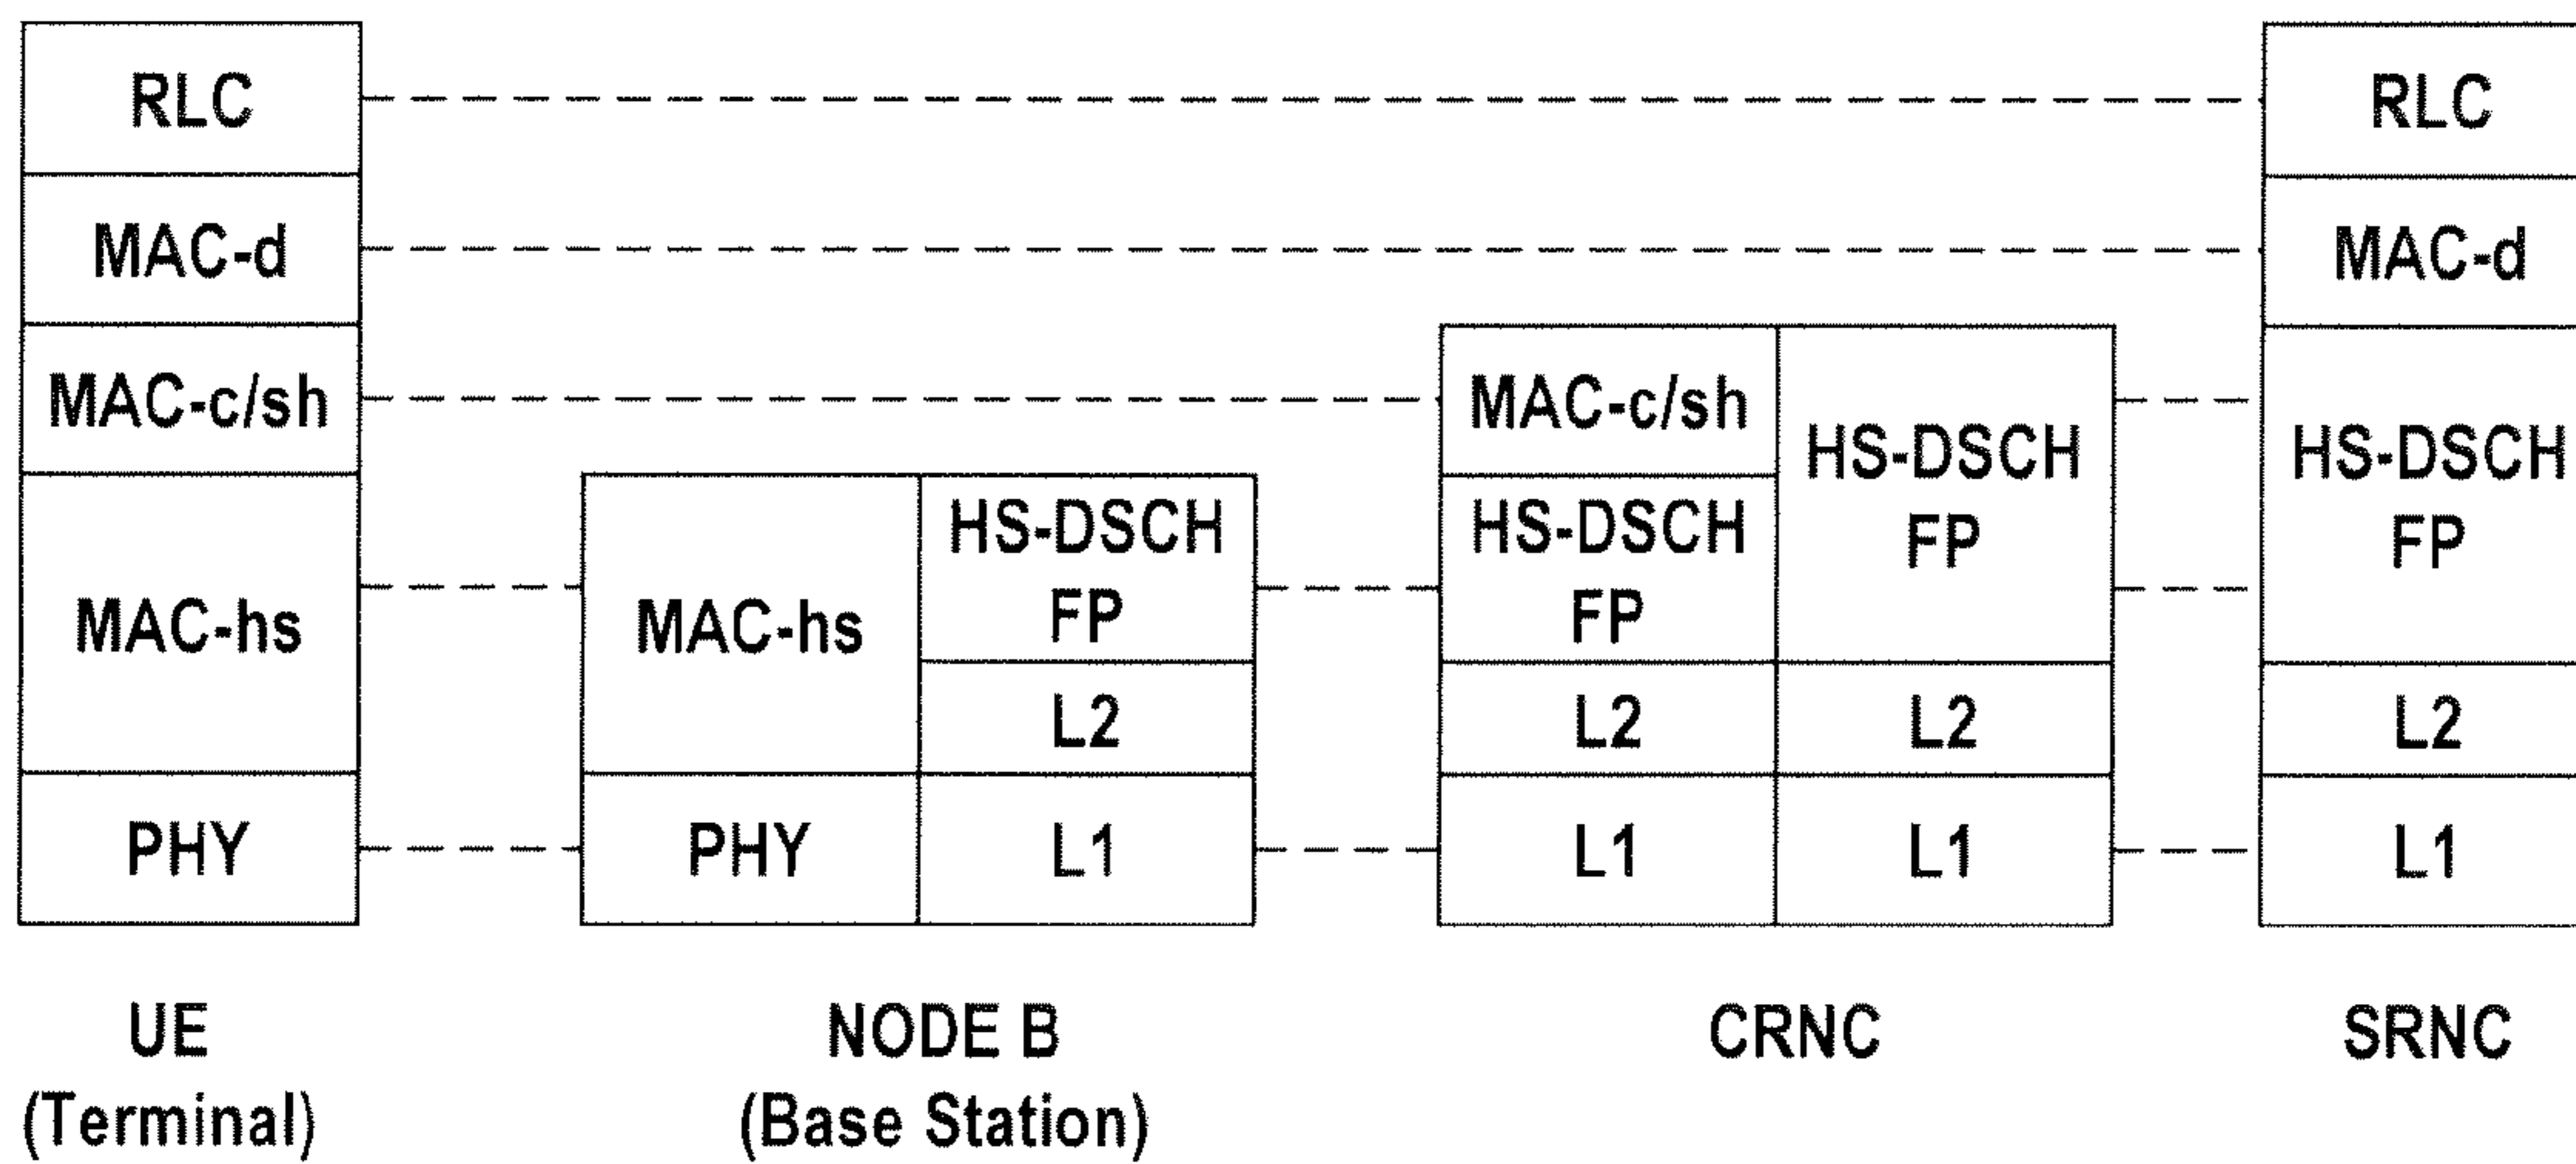 RLC
MAC-d
MAC-c/sh
MAC-hs
PHY
UE
(Terminal)
MAC-hs
PHY
HS-DSCH
FP
L2
L1
NODE B
(Base Station)
MAC-c/sh
HS-DSCH
FP
L2
L1
HS-DSCH
FP
L2
L1
CRNC
RLC
MAC-d
HS-DSCH
FP
L2
L1
SRNC